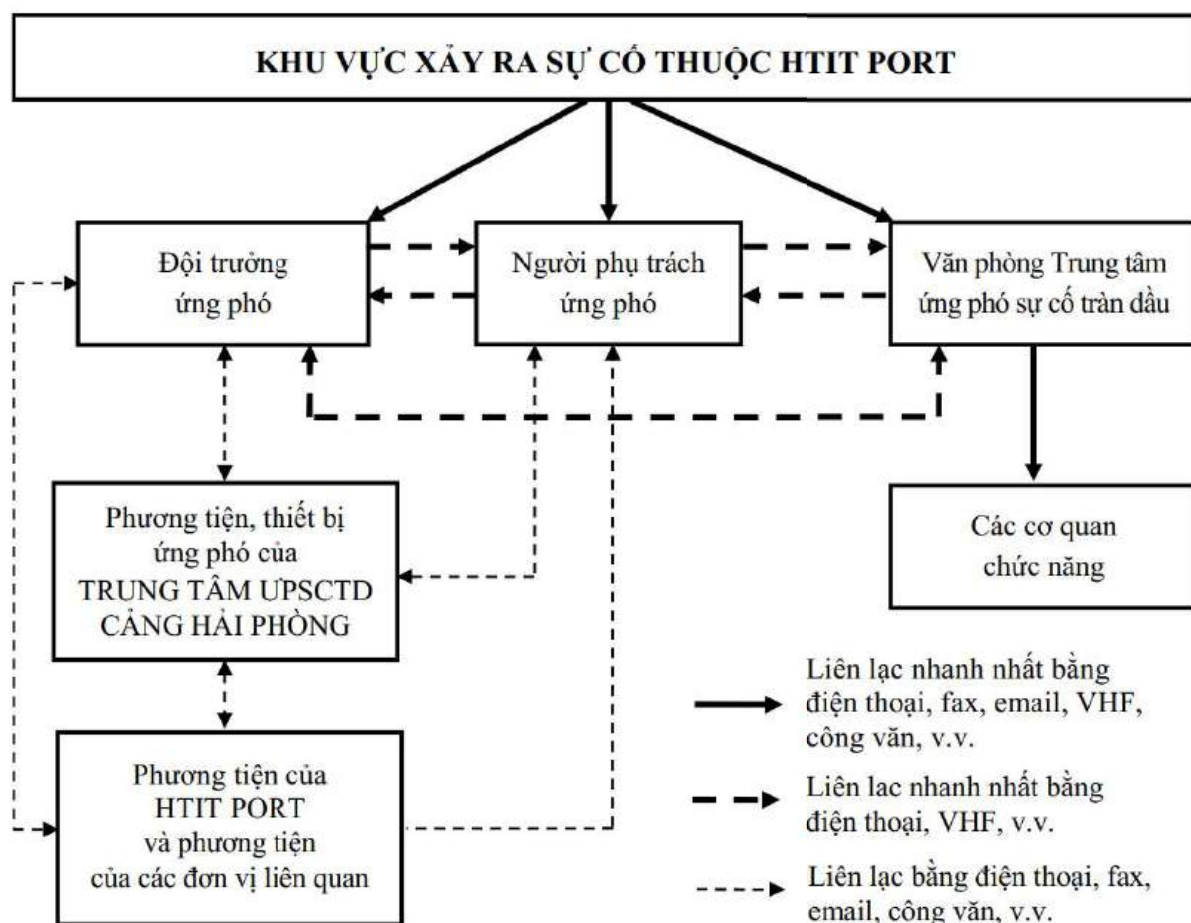 KHU VỰC XẢY RA SỰ CỐ THUỘC HTIT PORT
Đội trưởng
ứng phó
Người phụ trách
ứng phó
Văn phòng Trung tâm
ứng phó sự cố tràn dầu
Phương tiện, thiết bị
ứng phó của
TRUNG TÂM UPSCTD
CẢNG HẢI PHÒNG
Các cơ quan
chức năng
Phương tiện của
HTIT PORT
và phương tiện
của các đơn vị liên quan
Liên lạc nhanh nhất bằng
điện thoại, fax, email, VHF,
công văn, v.v.
Liên lac nhanh nhất bằng
điện thoại, VHF, v.v.
Liên lạc bằng điện thoại, fax,
email, công văn, v.v.